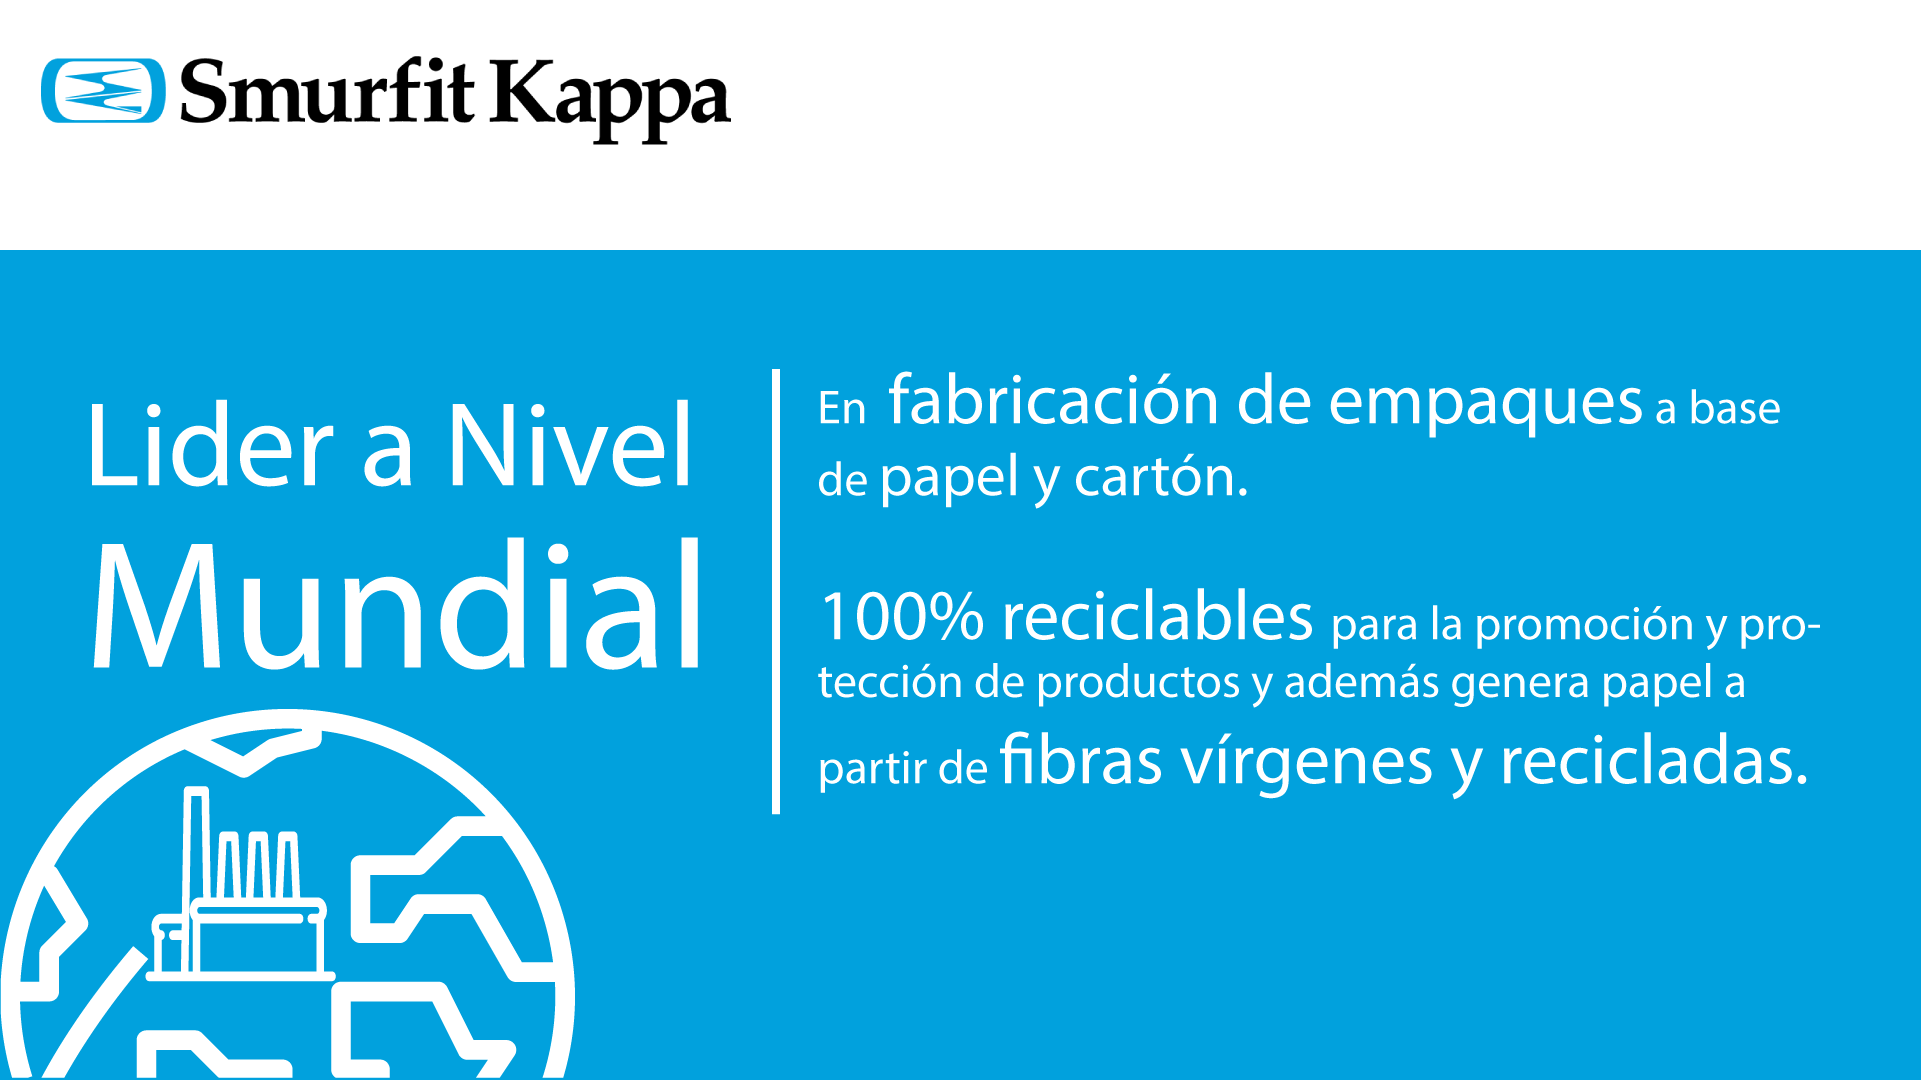 Smurfit Kappa
Lider a Nivel
Mundial
En fabricación de empaques a base
de papel y cartón.
100% reciclables para la promoción y pro-
tección de productos y además genera papel a
partir de fibras vírgenes y recicladas.